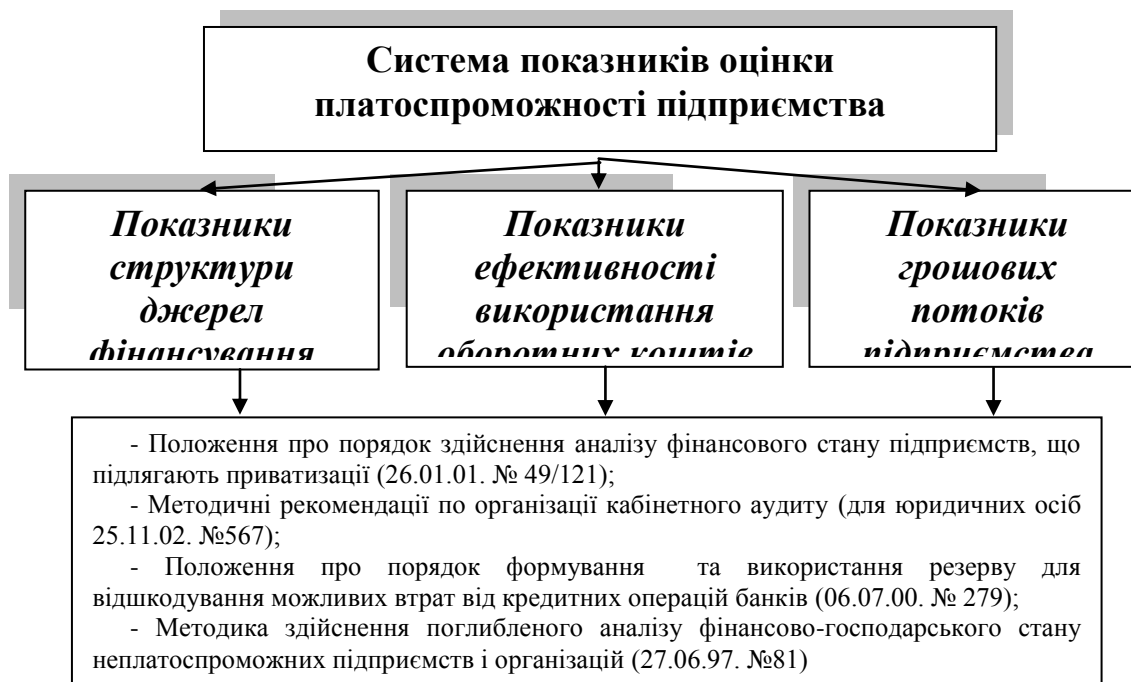 Система показників оцінки
платоспроможності підприємства
Показники
структури
джерел
фінансування
Показники
ефективності
використання
оборотних коштів
Показники
грошових
потоків
підприємства
- Положення про порядок здійснення аналізу фінансового стану підприємств, що
підлягають приватизації (26.01.01. № 49/121);
- Методичні рекомендації по організації кабінетного аудиту (для юридичних осіб
25.11.02. №567);
- Положення про порядок формування та використання резерву для
відшкодування можливих втрат від кредитних операцій банків (06.07.00. № 279);
- Методика здійснення поглибленого аналізу фінансово-господарського стану
неплатоспроможних підприємств і організацій (27.06.97. №81)